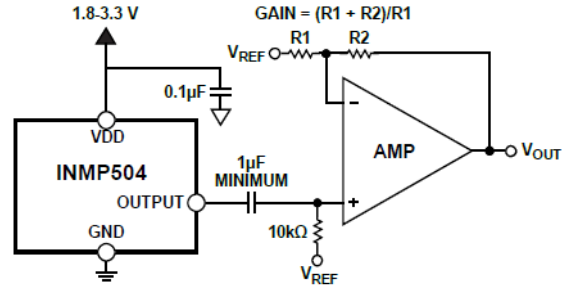 1.8-3.3 V
GAIN = (R1 + R2)/R1
R1
R2
VREF
0.1µF
VDD
INMP504
AMP
VOUT
1µF
MINIMUM
OUTPUT
GND
10kΩ
VREF
−
+